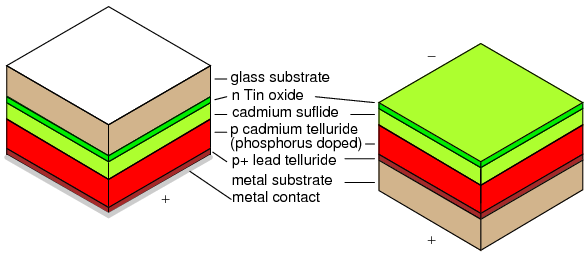 glass substrate
n Tin oxide
cadmium suflide
p cadmium telluride
(phosphorus doped)
p+ lead telluride
metal substrate
metal contact
+
−
+